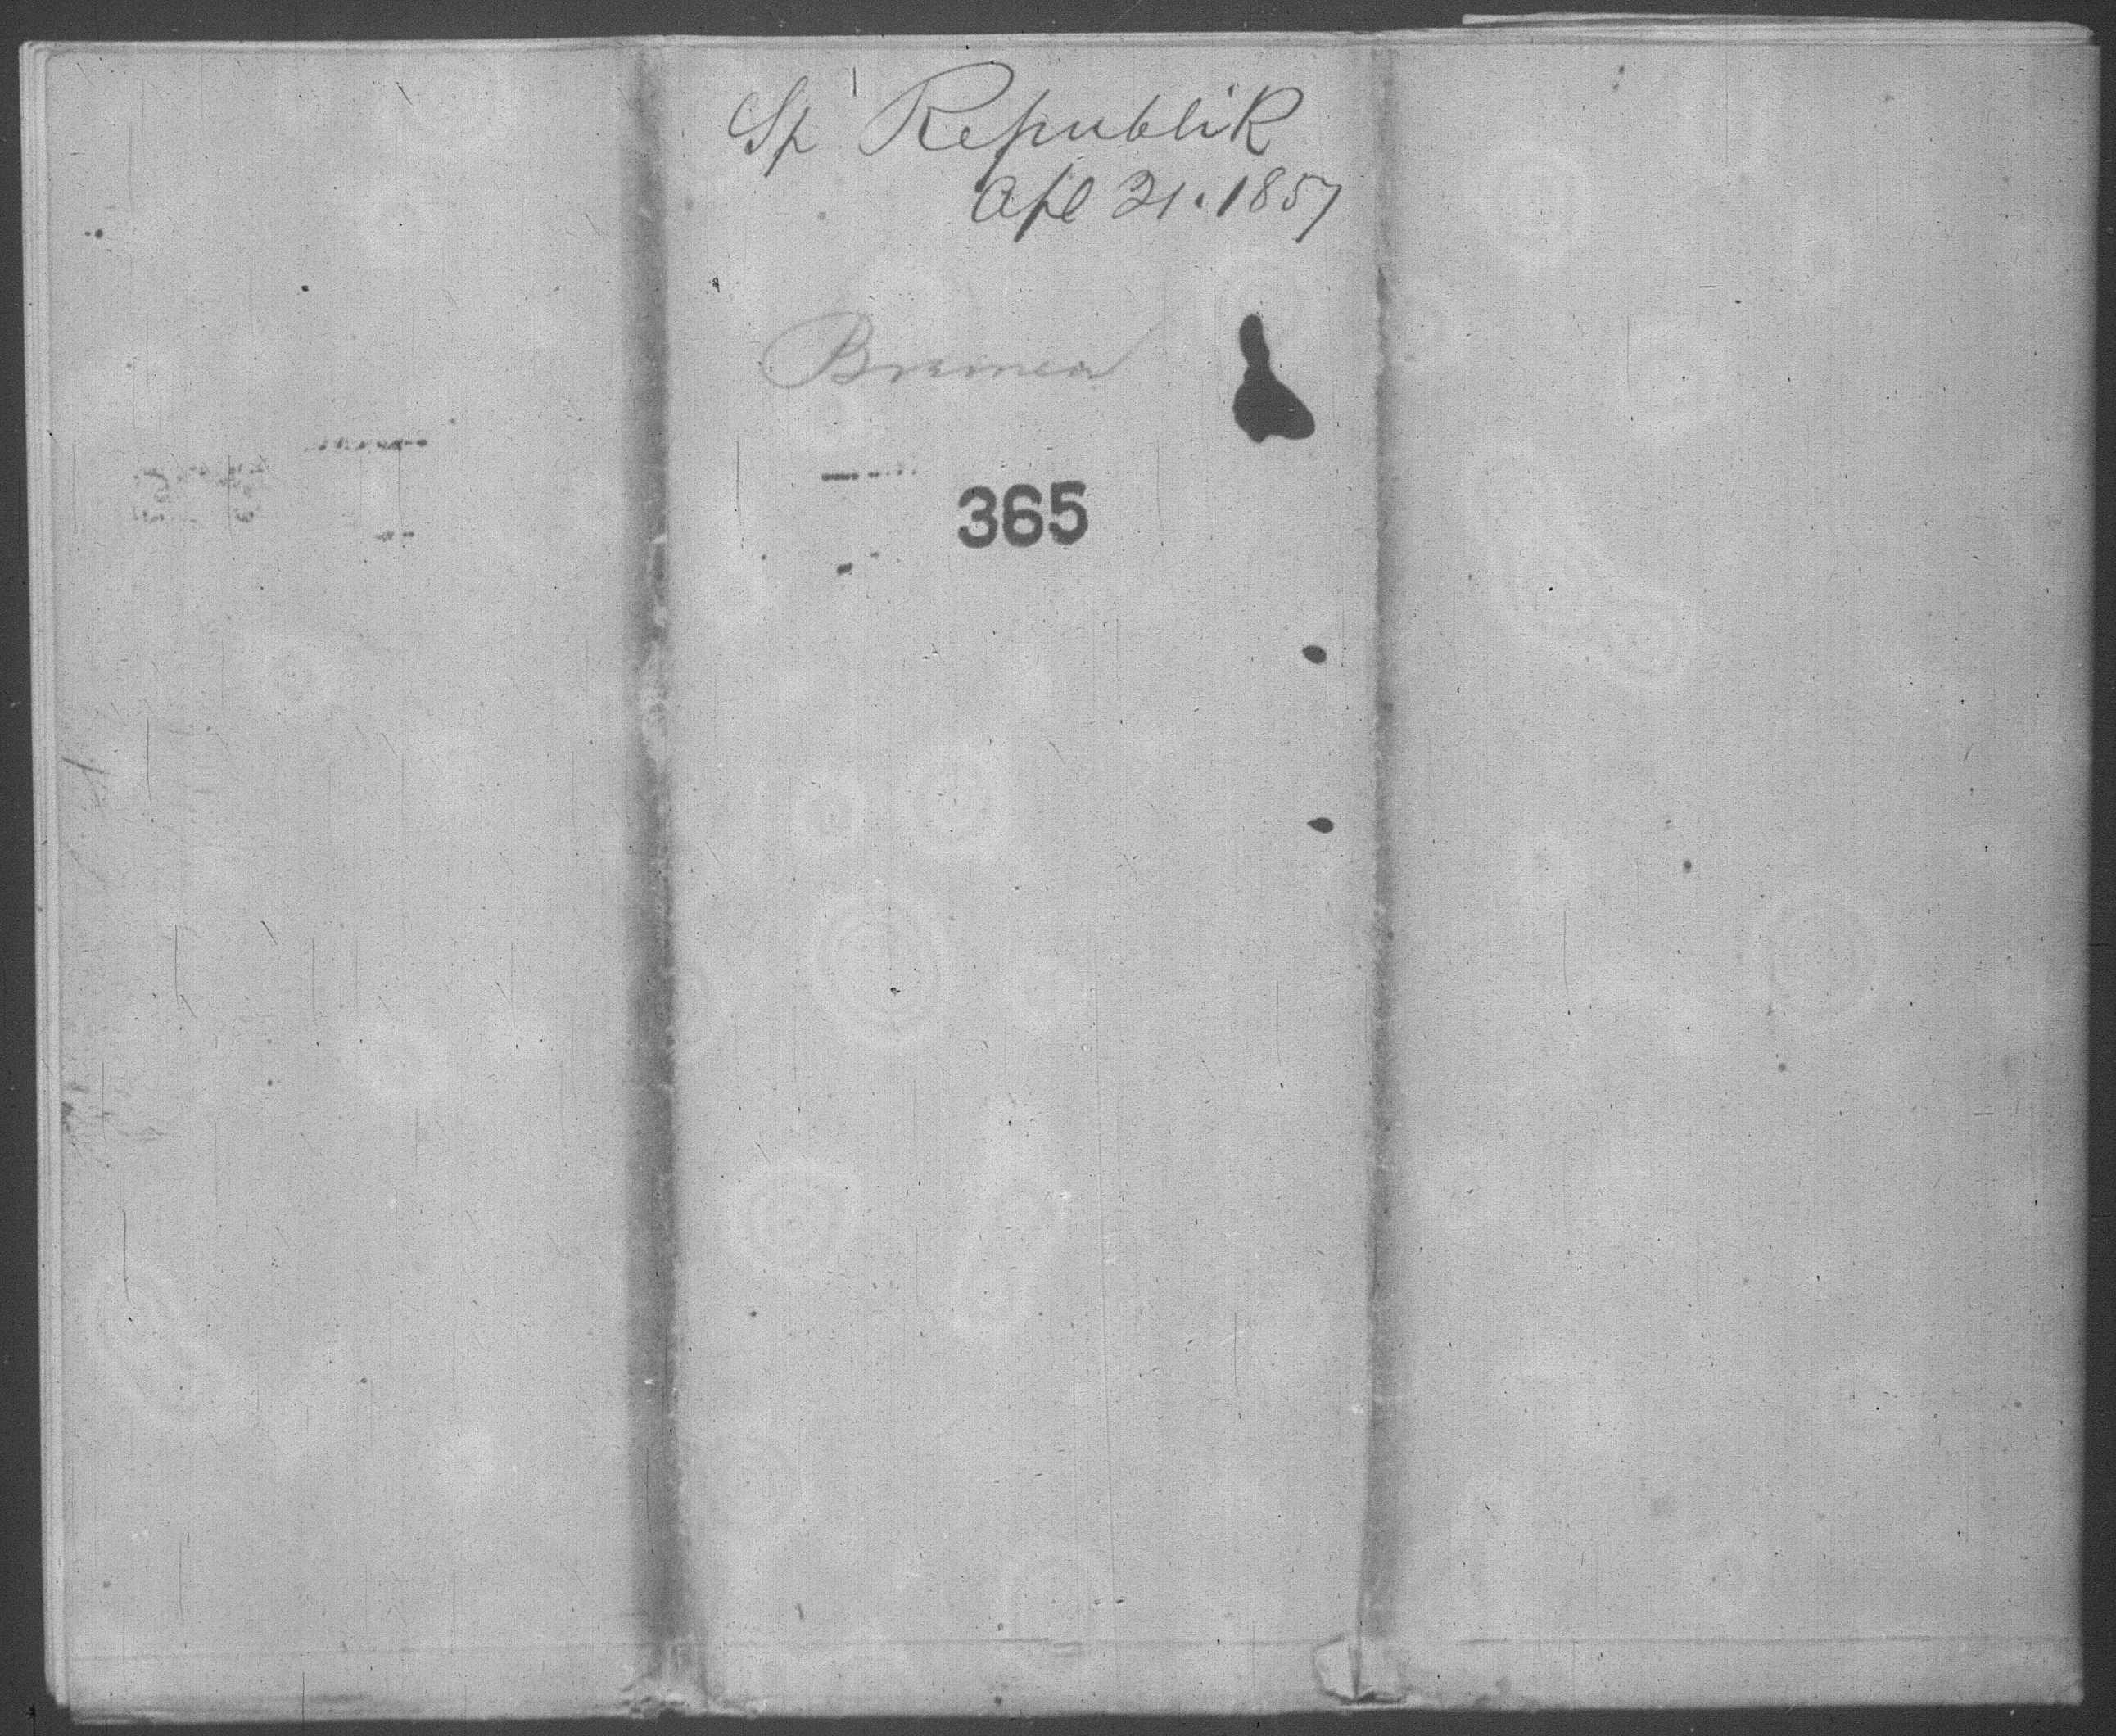 Sp Republik
Apl 21. 1857
Bremen
365